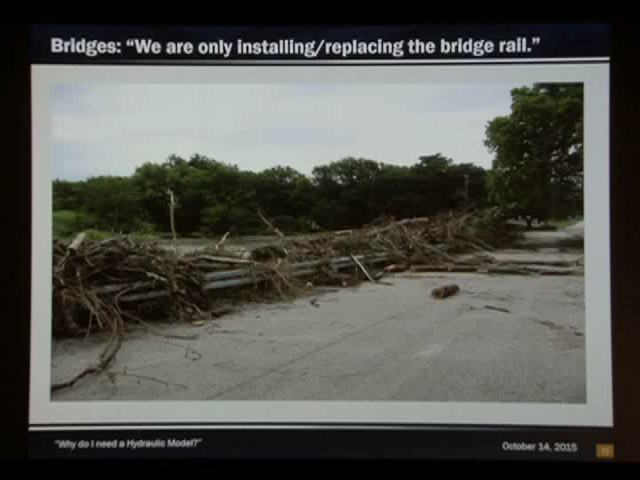 Bridges: “We are only installing/replacing the bridge rail.”
“Why do I need a Hydraulic Model?”
October 14, 2015